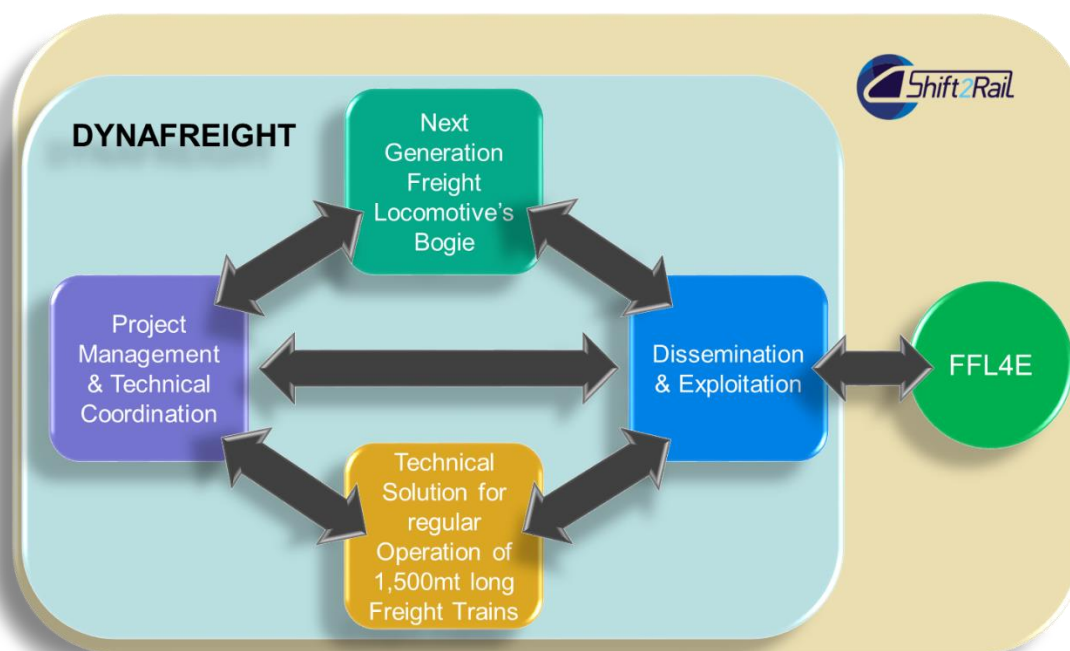 Shift2Rail
DYNAFREIGHT
Next
Generation
Freight
Locomotive’s
Bogie
Project
Management
& Technical
Coordination
Dissemination
& Exploitation
FFL4E
Technical
Solution for
regular
Operation of
1,500mt long
Freight Trains